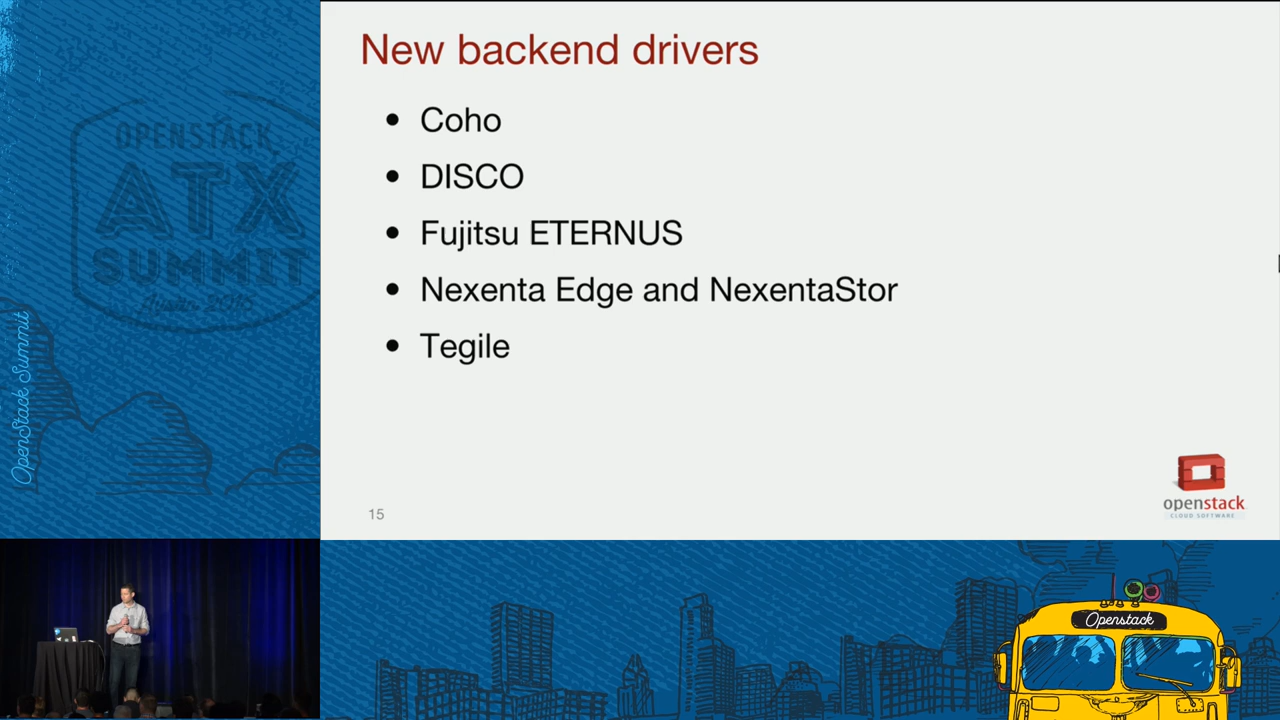 New backend drivers
Coho
DISCO
Fujitsu ETERNUS
Nexenta Edge and NexentaStor
Tegile
15
openstack
CLOUD SOFTWARE
OPENSTACK
ATX
SUMMIT
Austin 2016
OpenStack Summit
Openstack